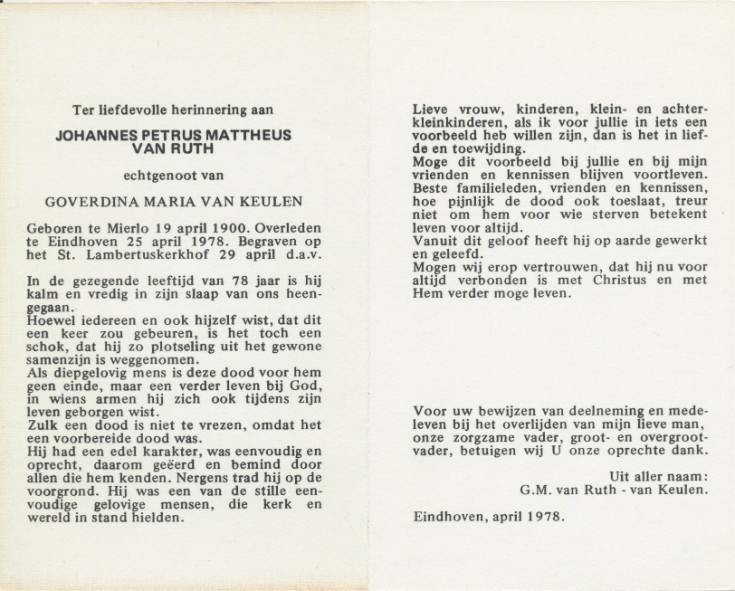 Ter liefdevolle herinnering aan
JOHANNES PETRUS MATTHEUS
VAN RUTH
echtgenoot van
GOVERDINA MARIA VAN KEULEN
Geboren te Mierlo 19 april 1900. Overleden
te Eindhoven 25 april 1978. Begraven op
het St. Lambertuskerkhof 29 april d.a.v.
In de gezegende leeftijd van 78 jaar is hij
kalm en vredig in zijn slaap van ons heen-
gegaan.
Hoewel iedereen en ook hijzelf wist, dat dit
een keer zou gebeuren, is het toch een
schok, dat hij zo plotseling uit het gewone
samenzijn is weggenomen.
Als diepgelovig mens is deze dood voor hem
geen einde, maar een verder leven bij God,
in wiens armen hij zich ook tijdens zijn
leven geborgen wist.
Zulk een dood is niet te vrezen, omdat het
een voorbereide dood was.
Hij had een edel karakter, was eenvoudig en
oprecht, daarom geëerd en bemind door
allen die hem kenden. Nergens trad hij op de
voorgrond. Hij was een van de stille een-
voudige gelovige mensen, die kerk en
wereld in stand hielden.
Lieve vrouw, kinderen, klein- en achter-
kleinkinderen, als ik voor jullie in iets een
voorbeeld heb willen zijn, dan is het in lief-
de en toewijding.
Moge dit voorbeeld bij jullie en bij mijn
vrienden en kennissen blijven voortleven.
Beste familieleden, vrienden en kennissen,
hoe pijnlijk de dood ook toeslaat, treur
niet om hem voor wie sterven betekent
leven voor altijd.
Vanuit dit geloof heeft hij op aarde gewerkt
en geleefd.
Mogen wij erop vertrouwen, dat hij nu voor
altijd verbonden is met Christus en met
Hem verder moge leven.
Voor uw bewijzen van deelneming en mede-
leven bij het overlijden van mijn lieve man,
onze zorgzame vader, groot- en overgroot-
vader, betuigen wij U onze oprechte dank.
Uit aller naam:
G.M. van Ruth - van Keulen.
Eindhoven, april 1978.